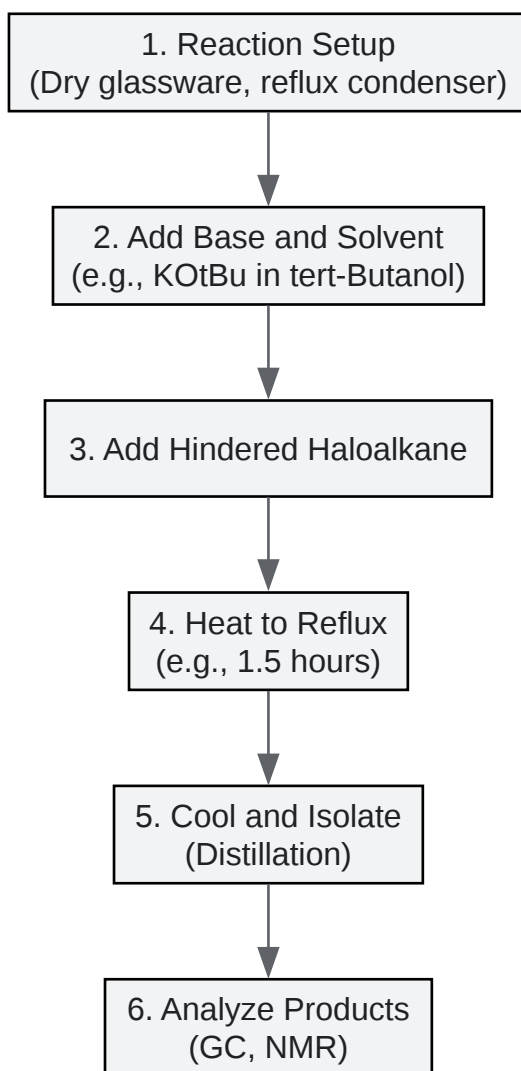 1. Reaction Setup
(Dry glassware, reflux condenser)
2. Add Base and Solvent
(e.g., KOtBu in tert-Butanol)
3. Add Hindered Haloalkane
4. Heat to Reflux
(e.g., 1.5 hours)
5. Cool and Isolate
(Distillation)
6. Analyze Products
(GC, NMR)